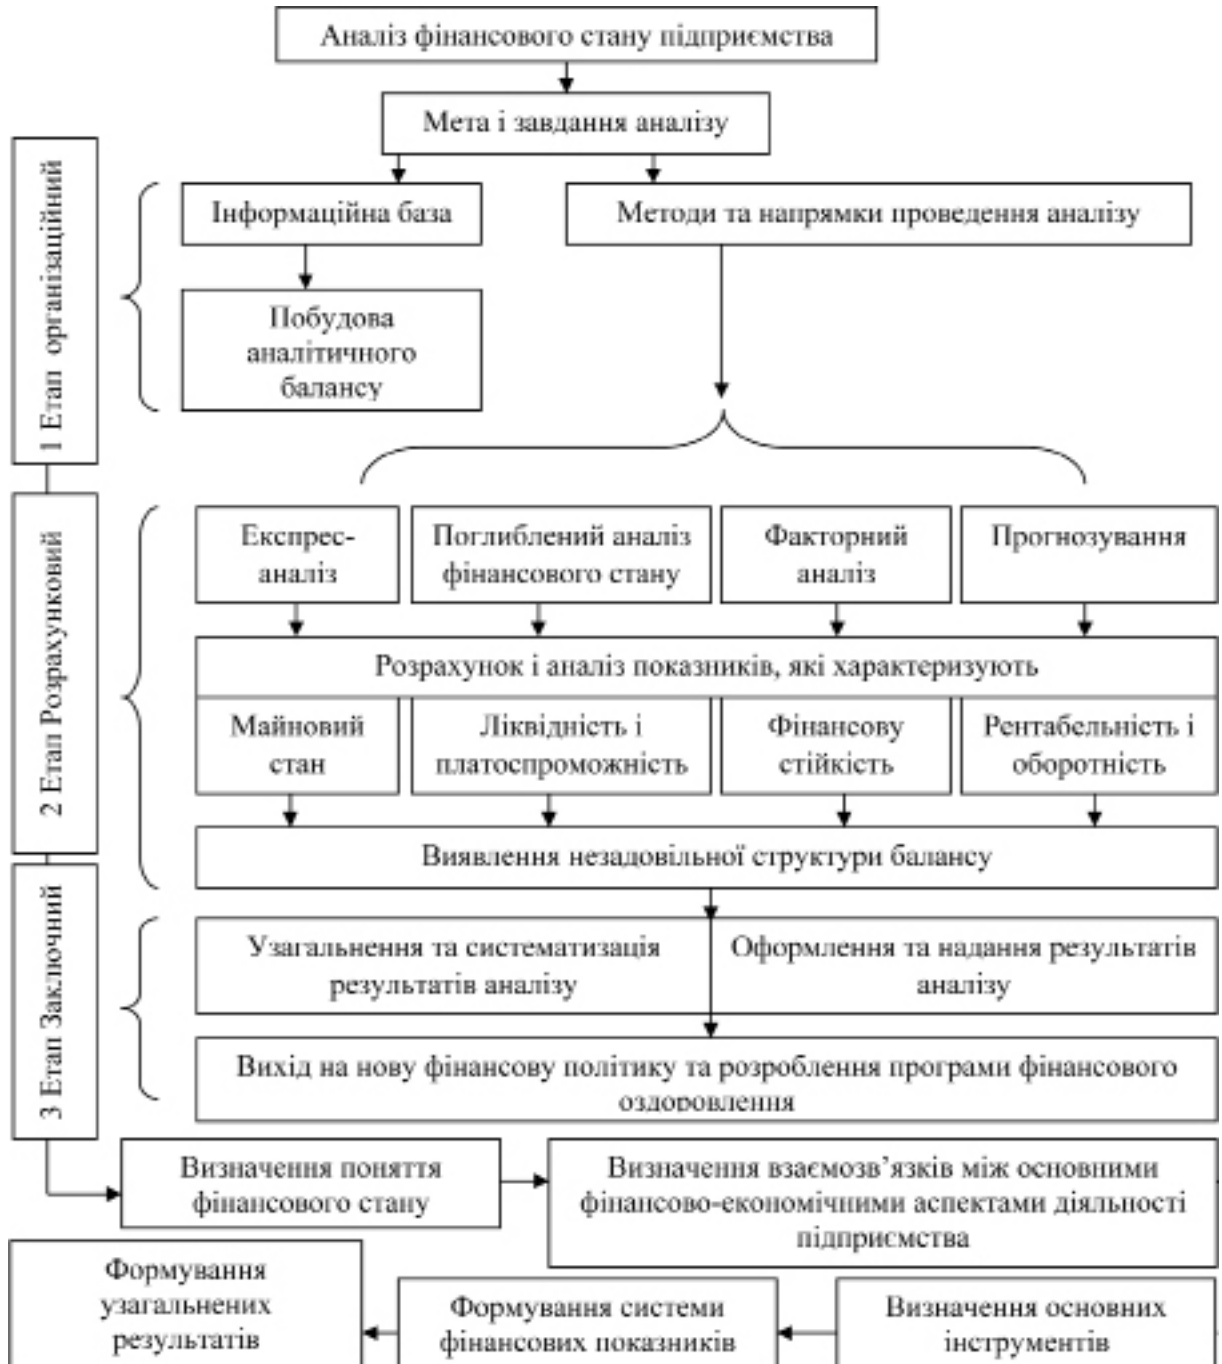 Аналіз фінансового стану підприємства
Мета і завдання аналізу
1 Етап організаційний
Інформаційна база
Методи та напрямки проведення аналізу
Побудова
аналітичного
балансу
2 Етап Розрахунковий
Експрес-
аналіз
Поглиблений аналіз
фінансового стану
Факторний
аналіз
Прогнозування
Розрахунок і аналіз показників, які характеризують
Майновий
стан
Ліквідність і
платоспроможність
Фінансову
стійкість
Рентабельність і
оборотність
Виявлення незадовільної структури балансу
3 Етап Заключний
Узагальнення та систематизація
результатів аналізу
Оформлення та надання результатів
аналізу
Вихід на нову фінансову політику та розроблення програми фінансового
оздоровлення
Визначення поняття
фінансового стану
Визначення взаємозв’язків між основними
фінансово-економічними аспектами діяльності
підприємства
Формування
узагальнених
результатів
Формування системи
фінансових показників
Визначення основних
інструментів